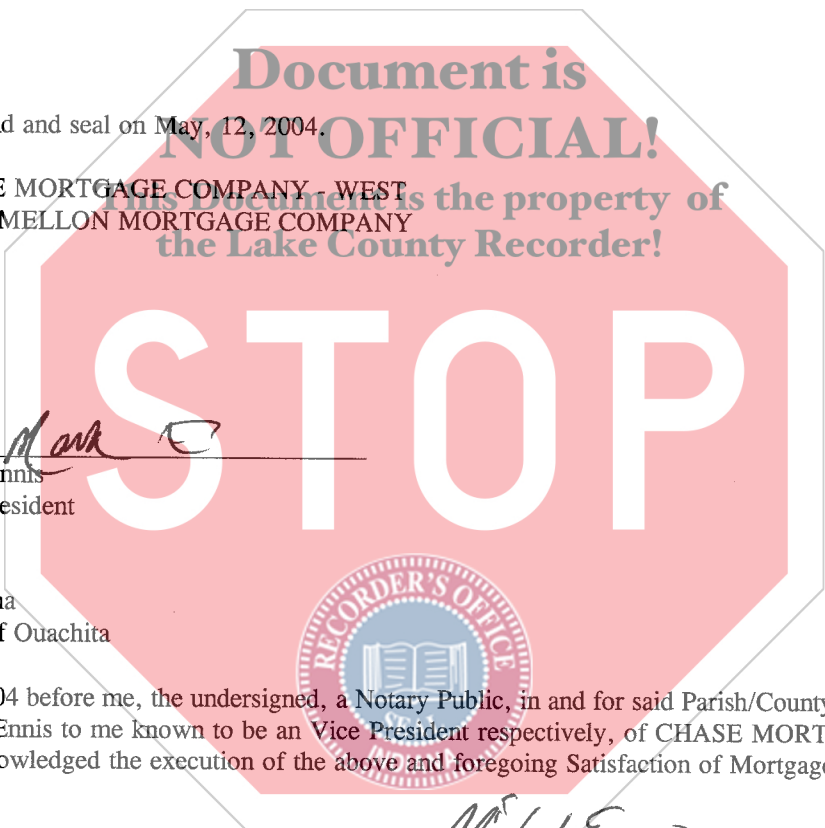 Document is
d and seal on May, 12, 2004.
NOT OFFICIAL!
E MORTGAGE COMPANY - WEST
This Document is the property of
MELLON MORTGAGE COMPANY
the Lake County Recorder!
STOP
Mark E
nnis
esident
RECORDER'S OFFICE
a
f Ouachita
04 before me, the undersigned, a Notary Public, in and for said Parish/County
SEAL
Ennis to me known to be an Vice President respectively, of CHASE MORT
INDIANA
owledged the execution of the above and foregoing Satisfaction of Mortgage